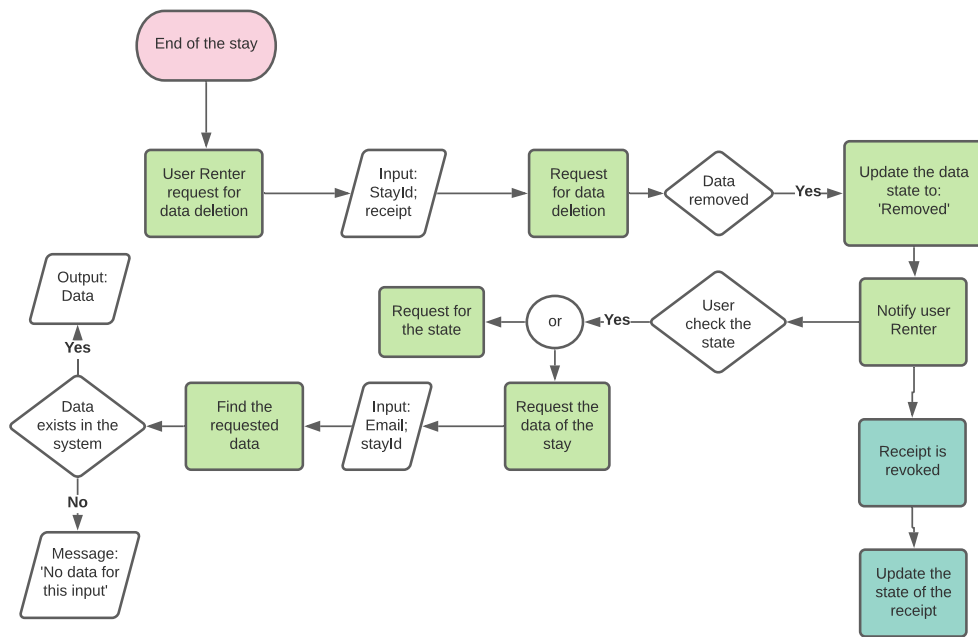 End of the stay
User Renter
request for
data deletion
Input:
StayId;
receipt
Request
for data
deletion
Data
removed
Yes
Update the data
state to:
'Removed'
Output:
Data
Request for
the state
or
Yes
User
check the
state
Notify user
Renter
Yes
Data
exists in the
system
Find the
requested
data
Input:
Email;
stayId
Request the
data of the
stay
Receipt is
revoked
No
Message:
'No data for
this input'
Update the
state of the
receipt